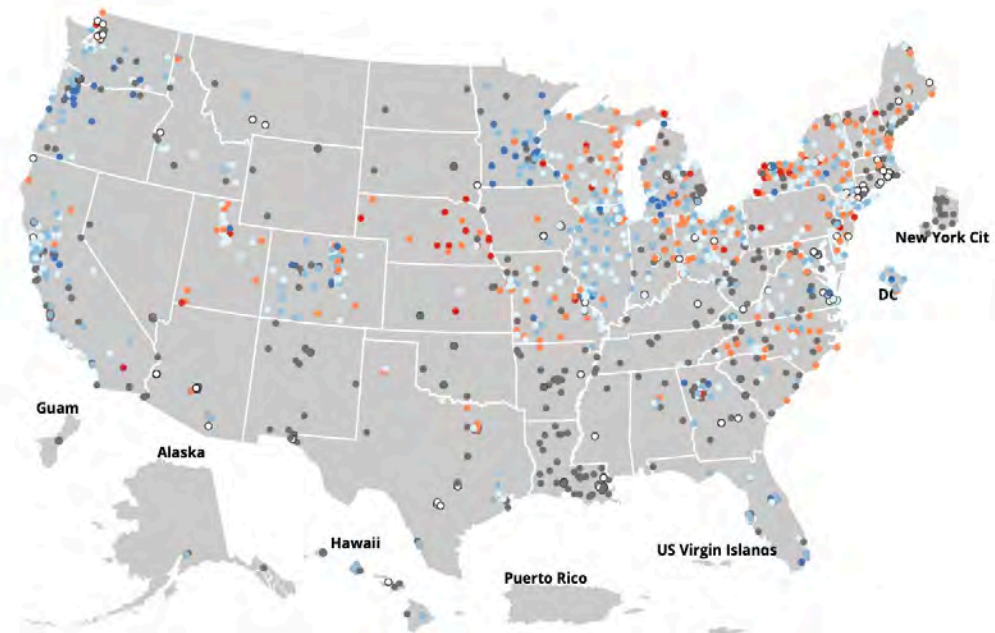 New York Cit
DC
Guam
Alaska
Hawaii
US Virgin Islands
Puerto Rico